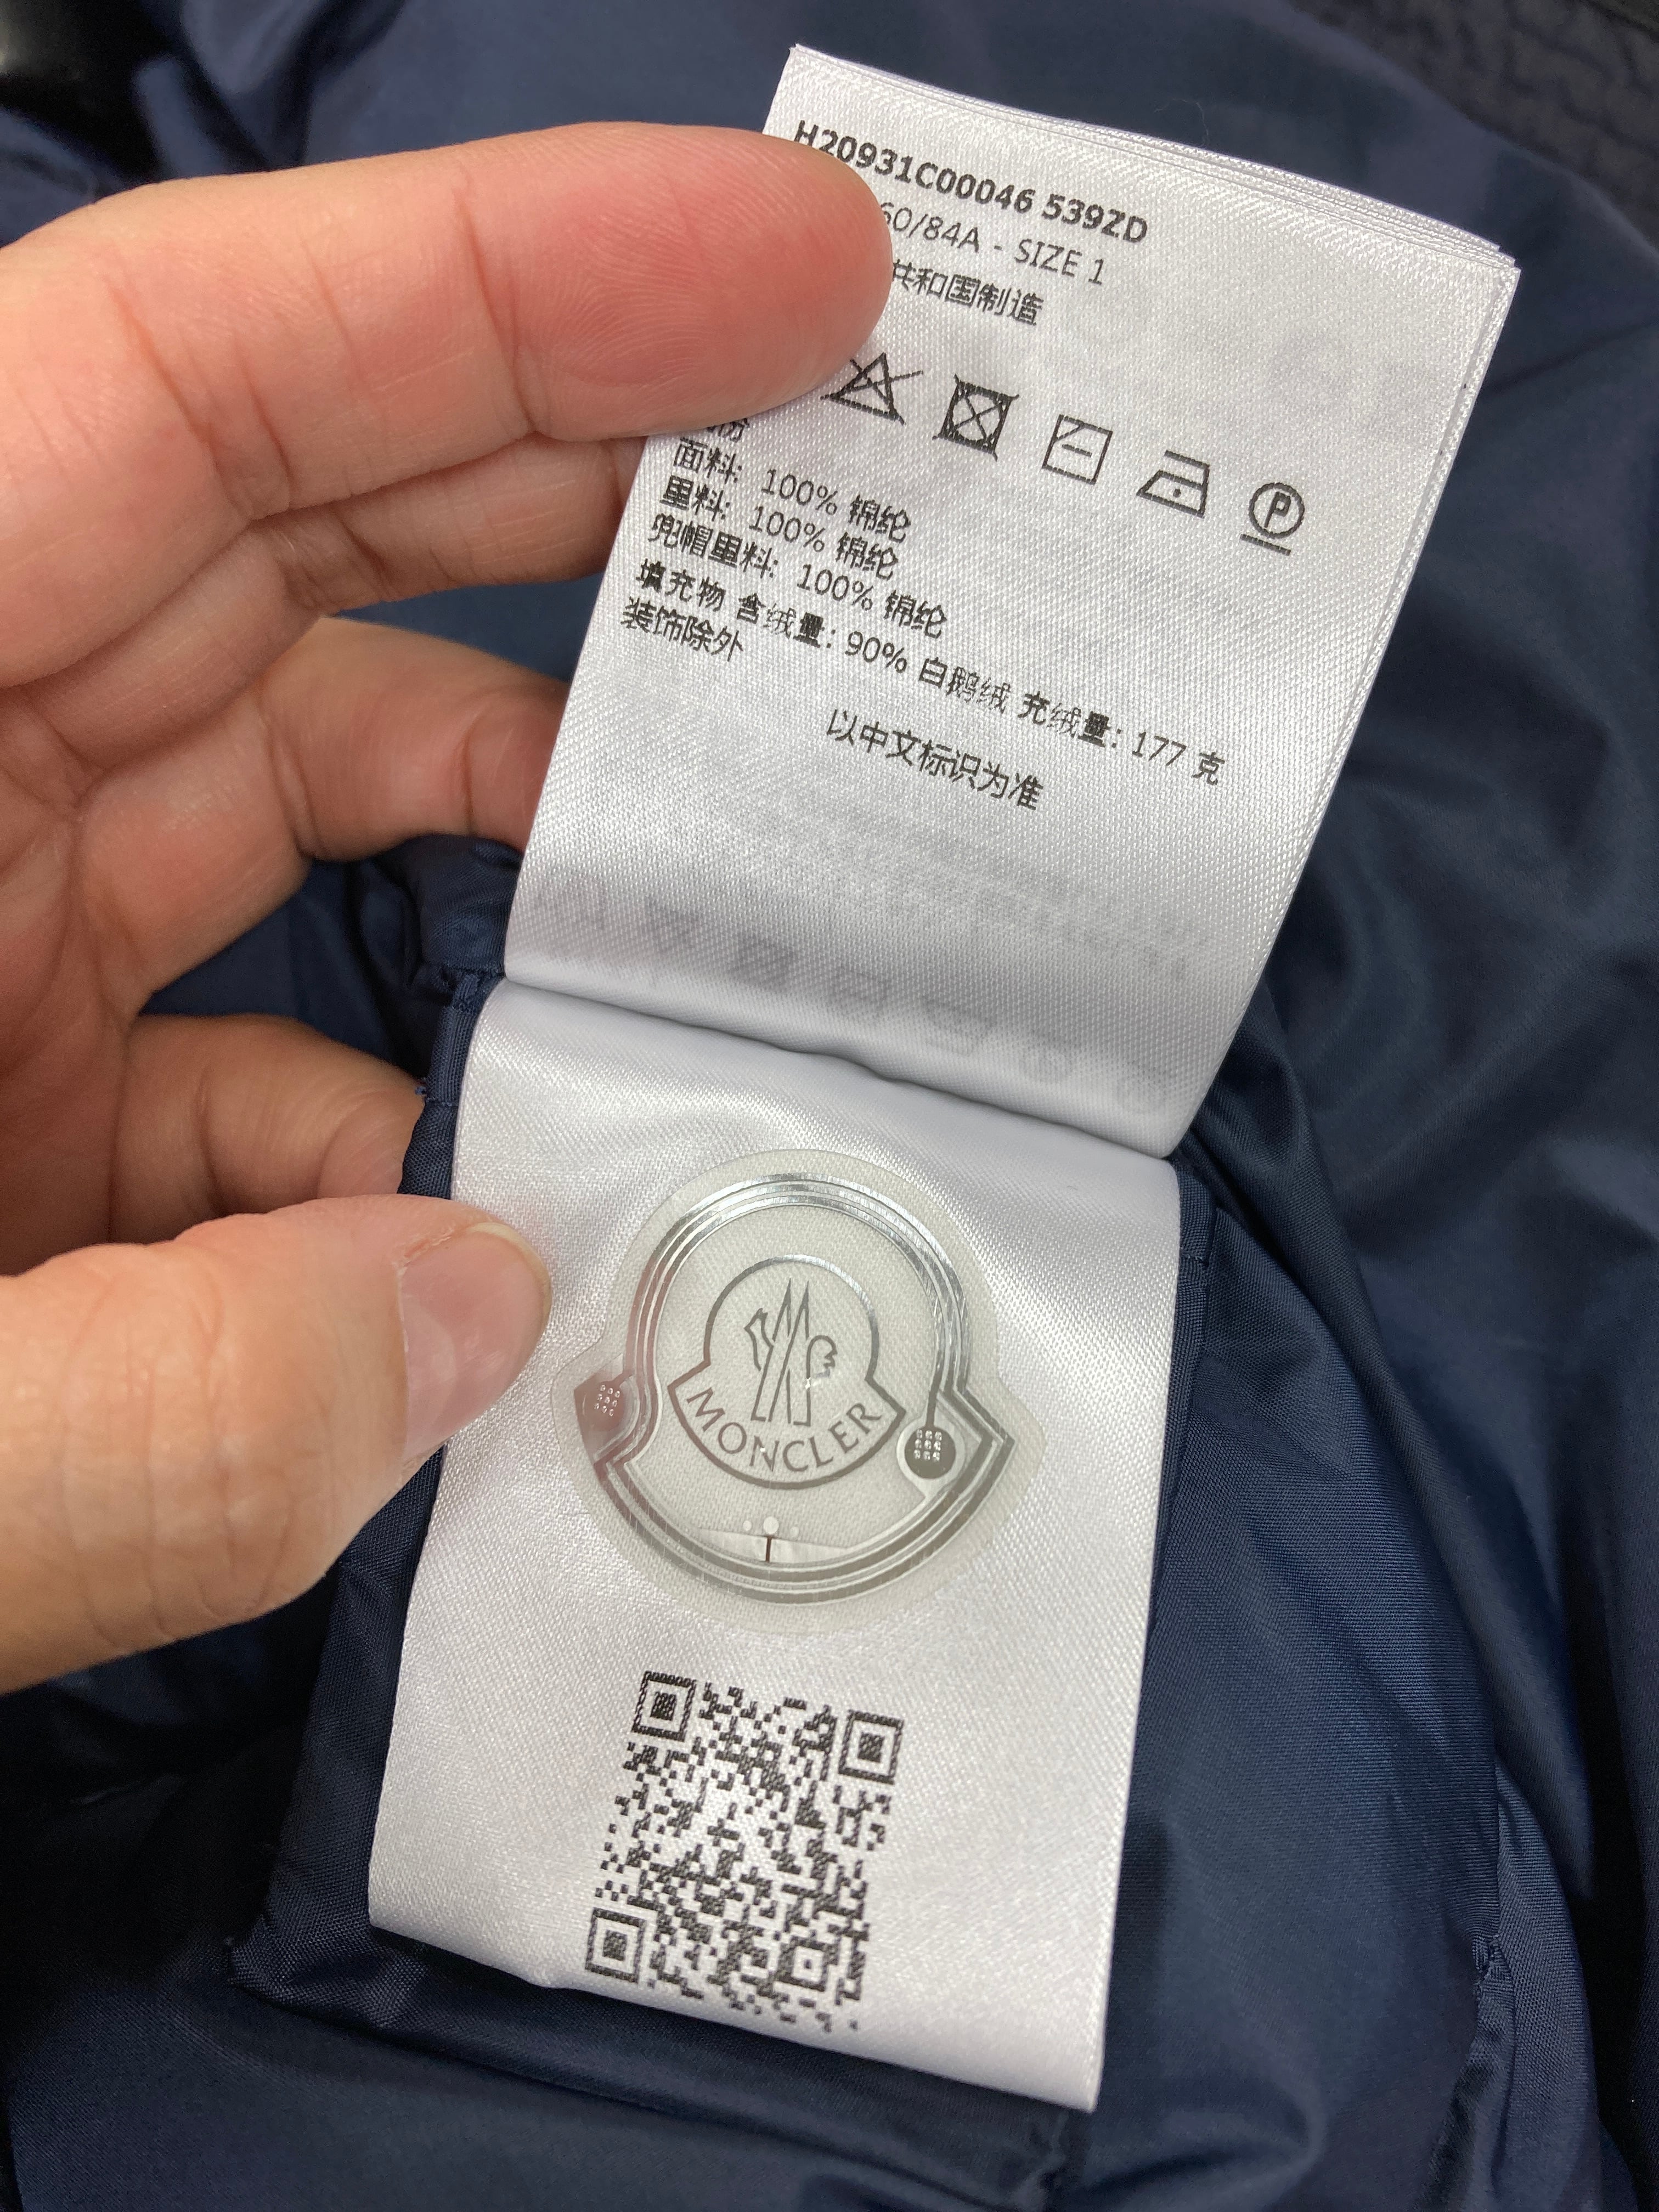 H20931C00046 539ZD
60/84A - SIZE 1
共和国制造
P
面料: 100% 锦纶
里料: 100% 锦纶
兜帽里料: 100% 锦纶
填充物 含绒量: 90% 白鹅绒 充绒量: 177 克
装饰除外
以中文标识为准
MONCLER